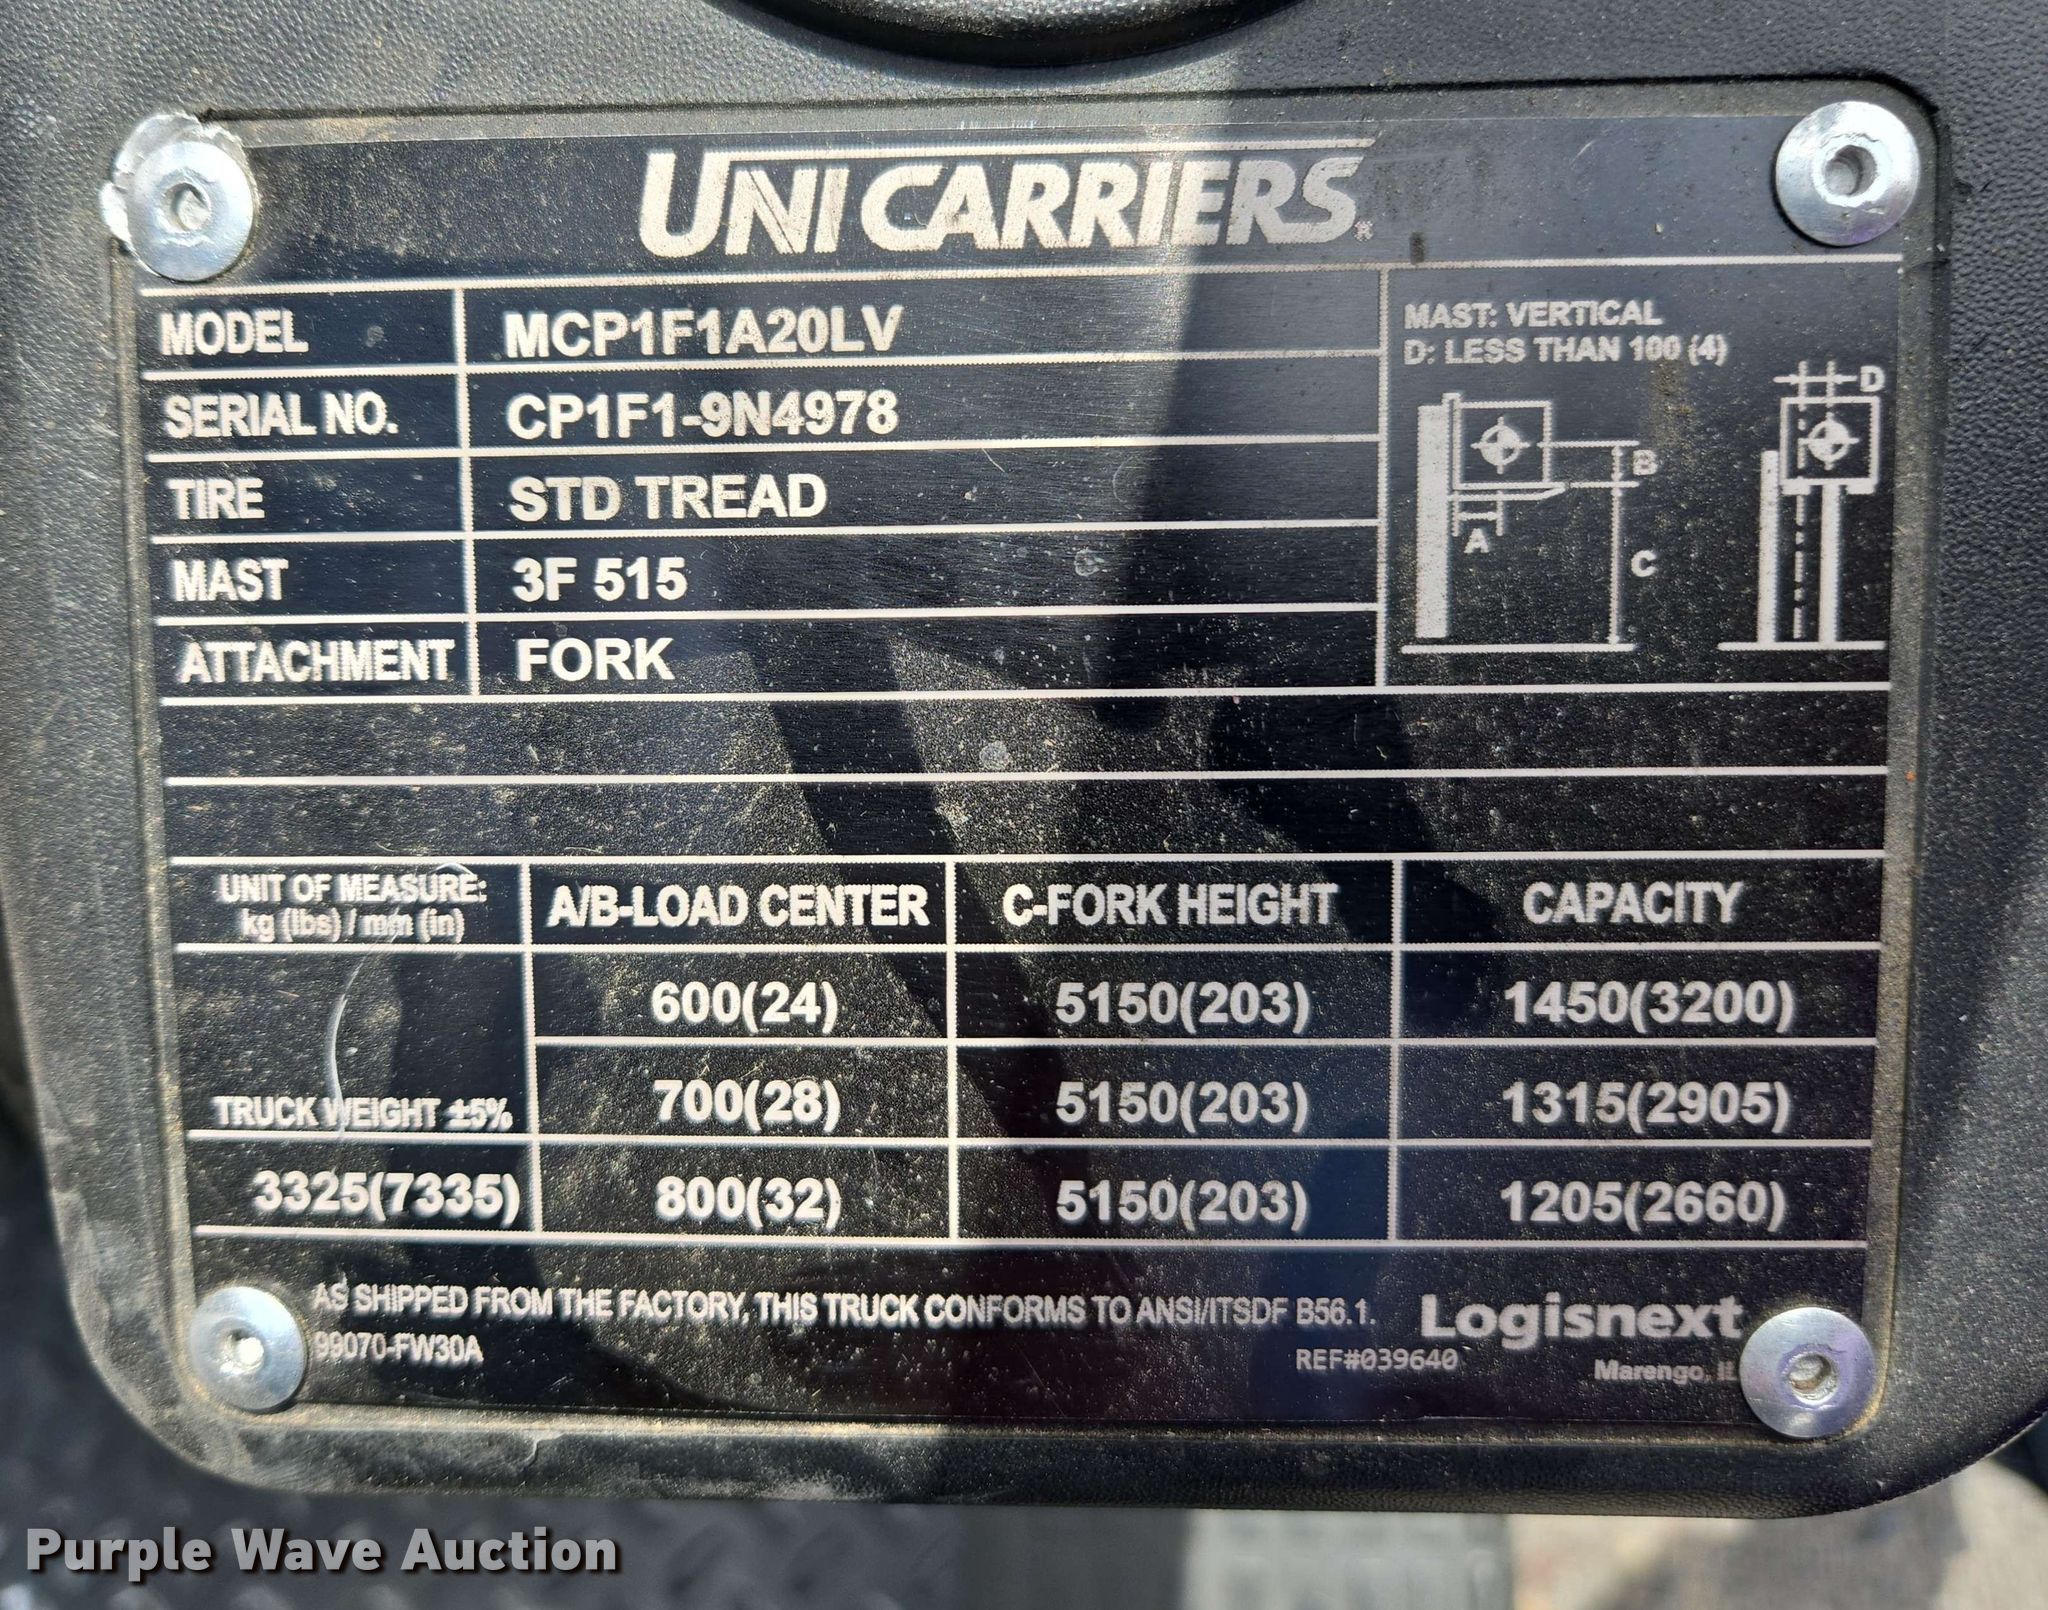 UNICARRIERS®
MODEL MCP1F1A20LV
SERIAL NO. CP1F1-9N4978
TIRE STD TREAD
MAST 3F 515
ATTACHMENT FORK
MAST: VERTICAL
D: LESS THAN 100 (4)
D
B
A
C
UNIT OF MEASURE: kg (lbs) / mm (in) A/B-LOAD CENTER C-FORK HEIGHT CAPACITY
600(24) 5150(203) 1450(3200)
TRUCK WEIGHT ±5% 700(28) 5150(203) 1315(2905)
3325(7335) 800(32) 5150(203) 1205(2660)
AS SHIPPED FROM THE FACTORY, THIS TRUCK CONFORMS TO ANSI/ITSDF B56.1.
99070-FW30A
REF#039640
Logisnext
Marengo, IL
Purple Wave Auction